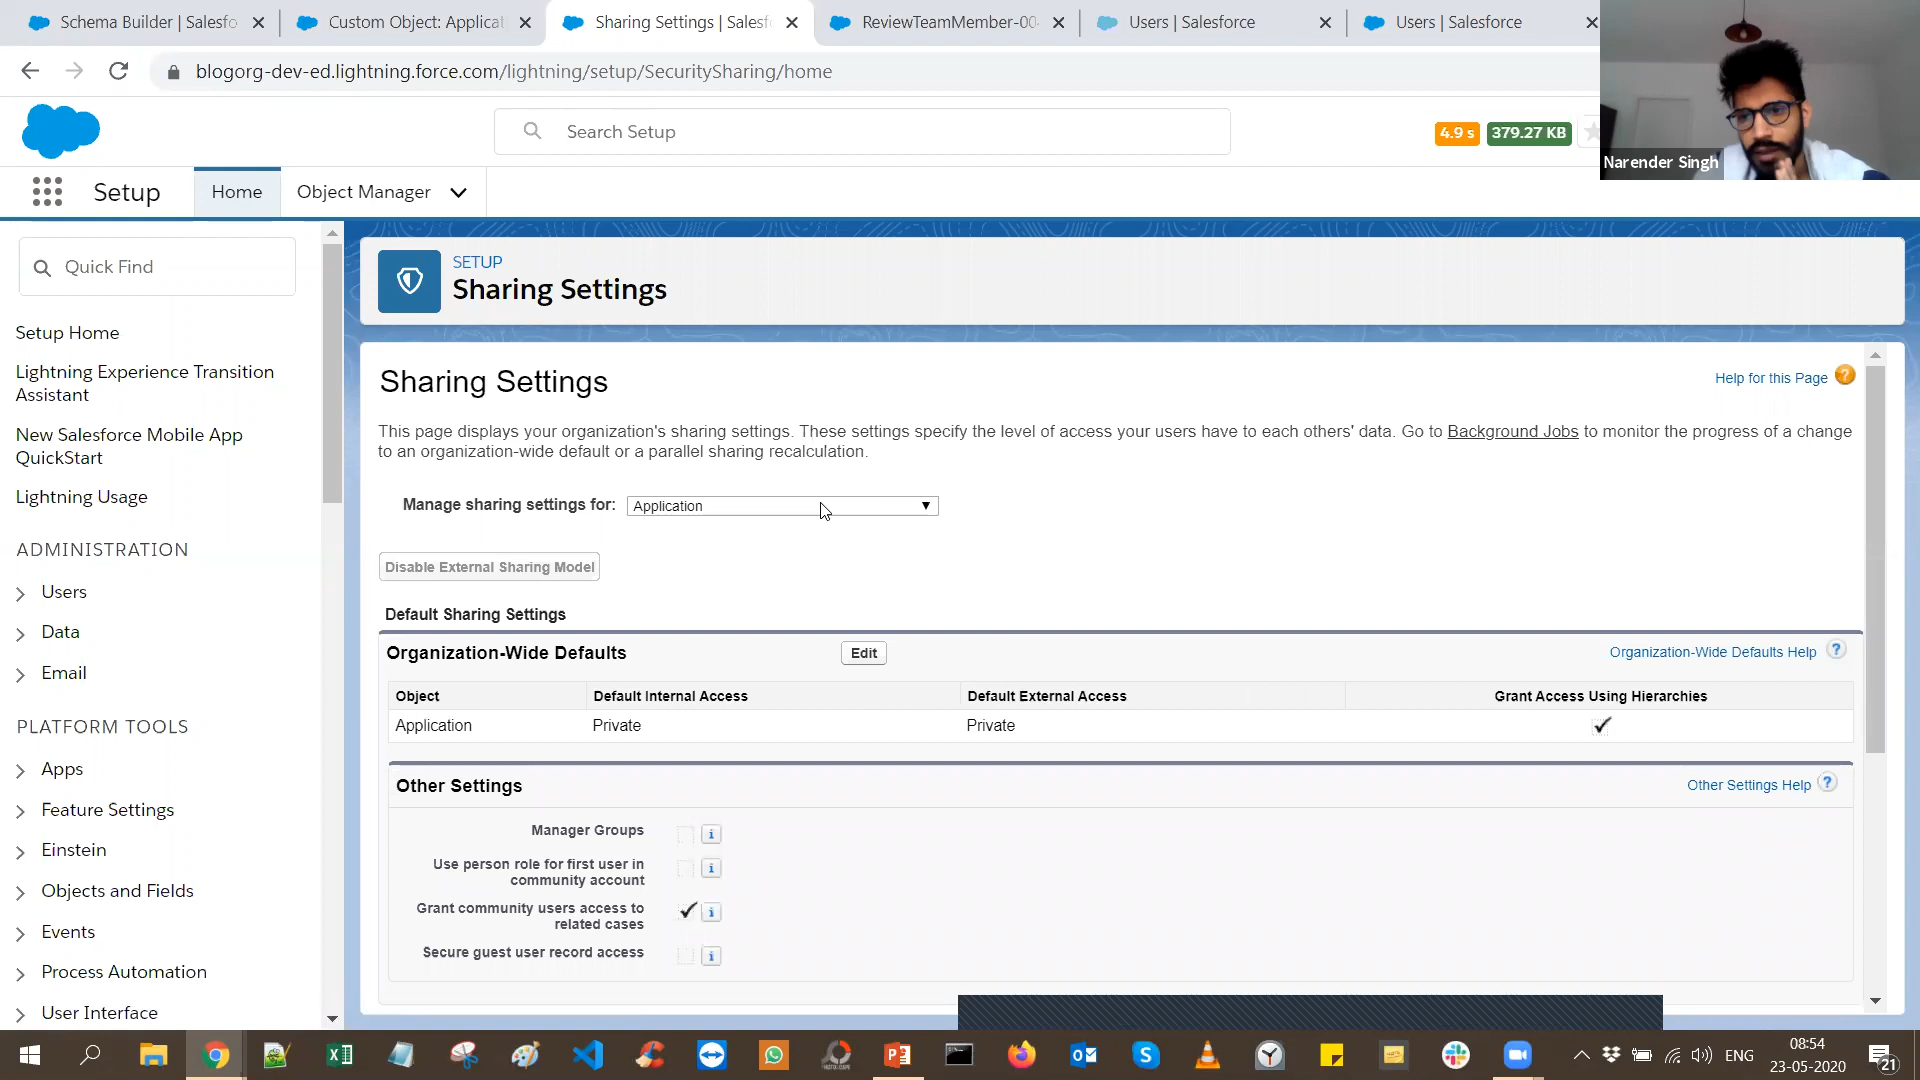 Schema Builder | Salesfo
Custom Object: Applicat
Sharing Settings | Salesf
ReviewTeamMember-00
Users | Salesforce
Users | Salesforce
blogorg-dev-ed.lightning.force.com/lightning/setup/SecuritySharing/home
Search Setup
4.9 s
379.27 KB
Narender Singh
Setup
Home
Object Manager
Quick Find
Setup Home
Lightning Experience Transition
Assistant
New Salesforce Mobile App
QuickStart
Lightning Usage
ADMINISTRATION
Users
Data
Email
PLATFORM TOOLS
Apps
Feature Settings
Einstein
Objects and Fields
Events
Process Automation
User Interface
SETUP
Sharing Settings
Sharing Settings
Help for this Page
This page displays your organization's sharing settings. These settings specify the level of access your users have to each others' data. Go to Background Jobs to monitor the progress of a change
to an organization-wide default or a parallel sharing recalculation.
Manage sharing settings for: Application
Disable External Sharing Model
Default Sharing Settings
Organization-Wide Defaults
Edit
Organization-Wide Defaults Help ?
Object Default Internal Access Default External Access Grant Access Using Hierarchies
Application Private Private
Other Settings
Other Settings Help ?
Manager Groups
Use person role for first user in
community account
Grant community users access to
related cases
Secure guest user record access
ENG
08:54
23-05-2020
21